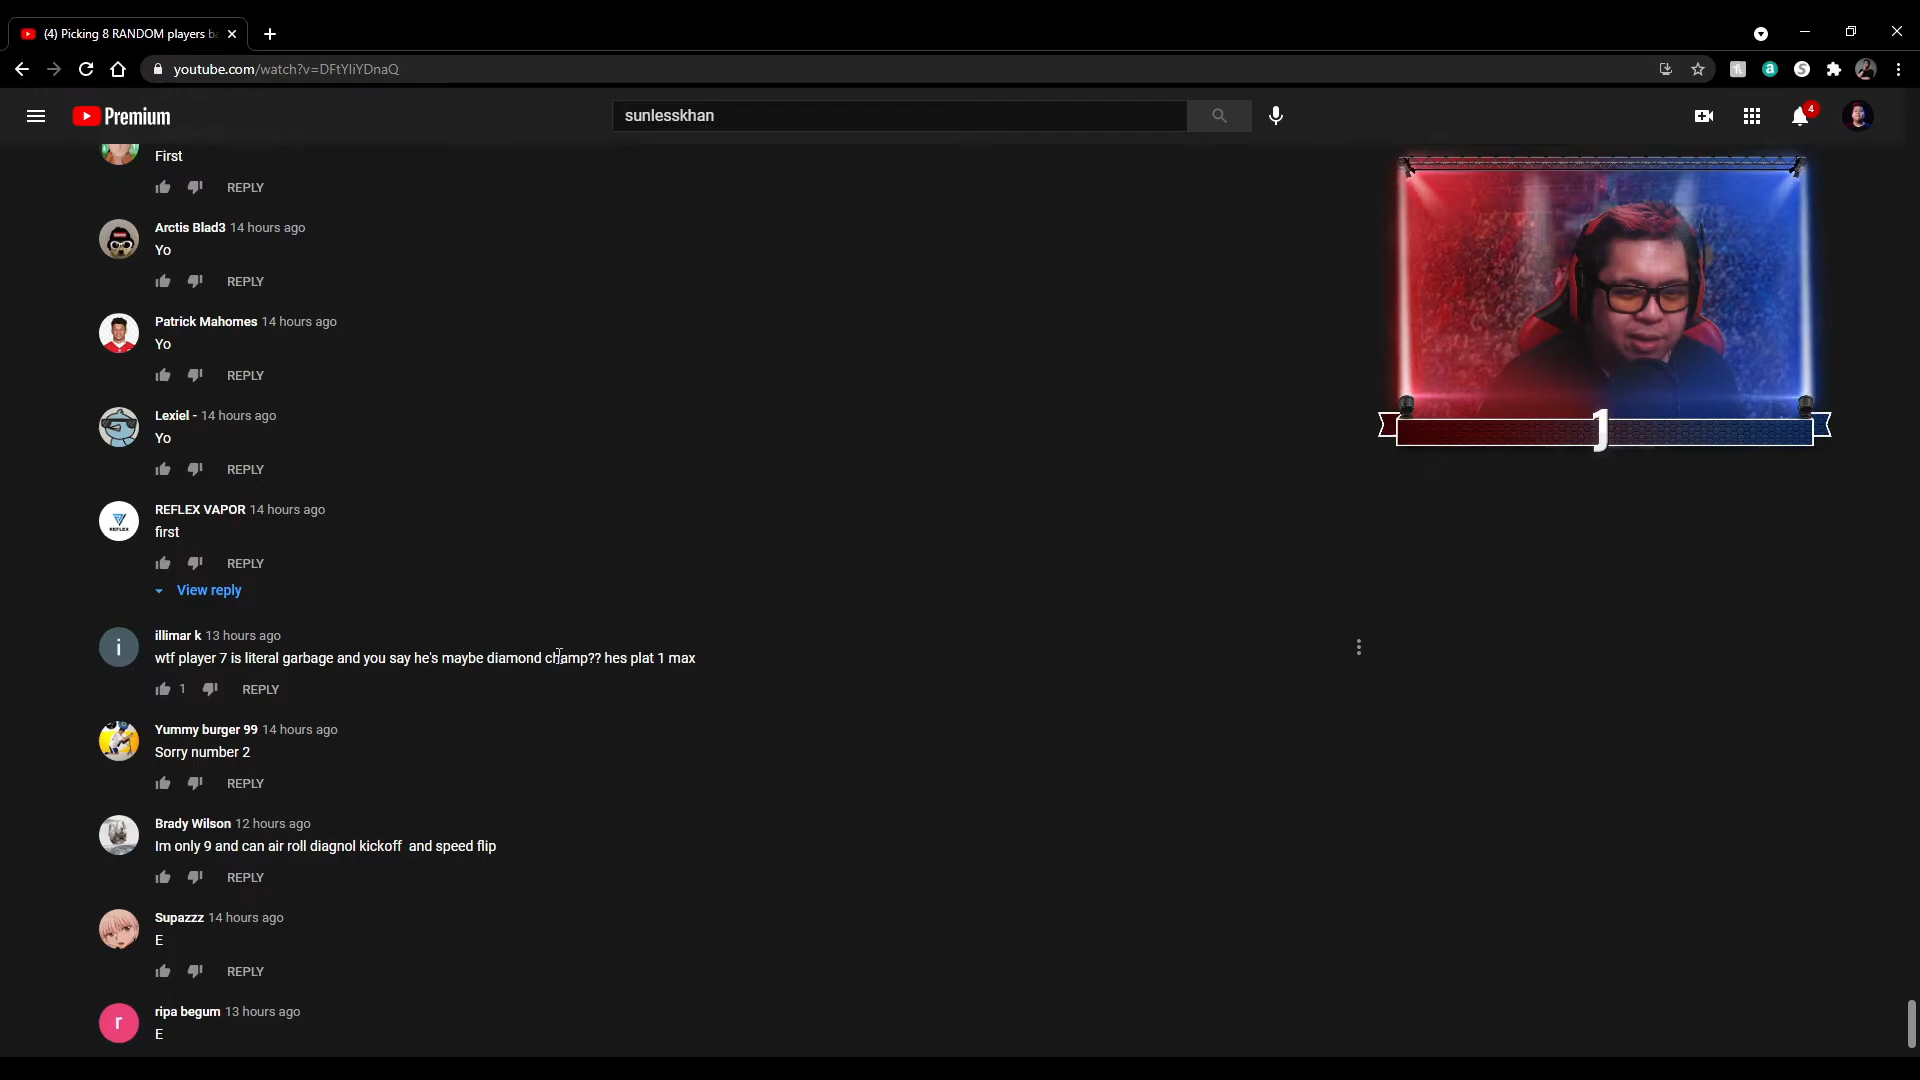 (4) Picking 8 RANDOM players ba
youtube.com/watch?v=DFtYliYDnaQ
Premium
sunlesskhan
4
First
REPLY
Arctis Blad3 14 hours ago
Yo
REPLY
Patrick Mahomes 14 hours ago
Yo
REPLY
Lexiel - 14 hours ago
Yo
REPLY
REFLEX VAPOR 14 hours ago
REFLEX
first
REPLY
View reply
i
illimar k 13 hours ago
wtf player 7 is literal garbage and you say he's maybe diamond champ?? hes plat 1 max
1 REPLY
Yummy burger 99 14 hours ago
Sorry number 2
REPLY
Brady Wilson 12 hours ago
Im only 9 and can air roll diagnol kickoff and speed flip
REPLY
Supazzz 14 hours ago
E
REPLY
r
ripa begum 13 hours ago
E